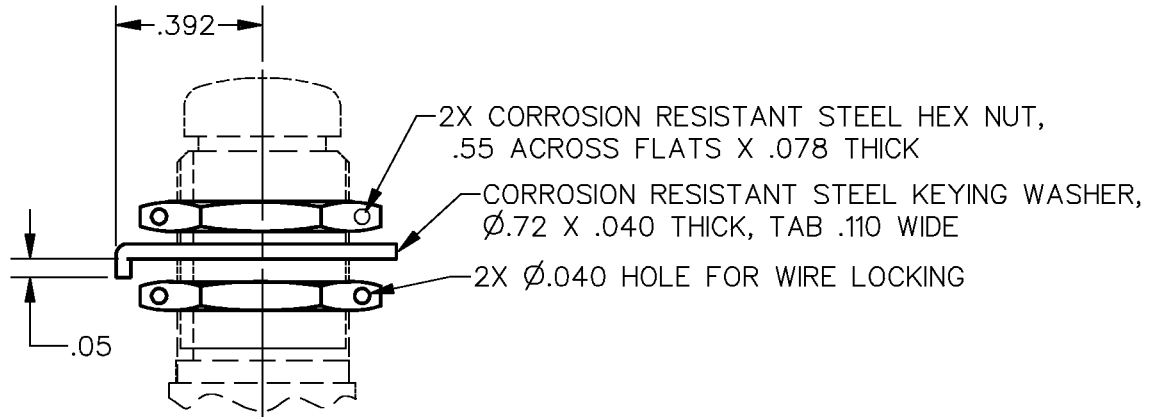 .392
2X CORROSION RESISTANT STEEL HEX NUT,
.55 ACROSS FLATS X .078 THICK
CORROSION RESISTANT STEEL KEYING WASHER,
Ø.72 X .040 THICK, TAB .110 WIDE
2X Ø.040 HOLE FOR WIRE LOCKING
.05